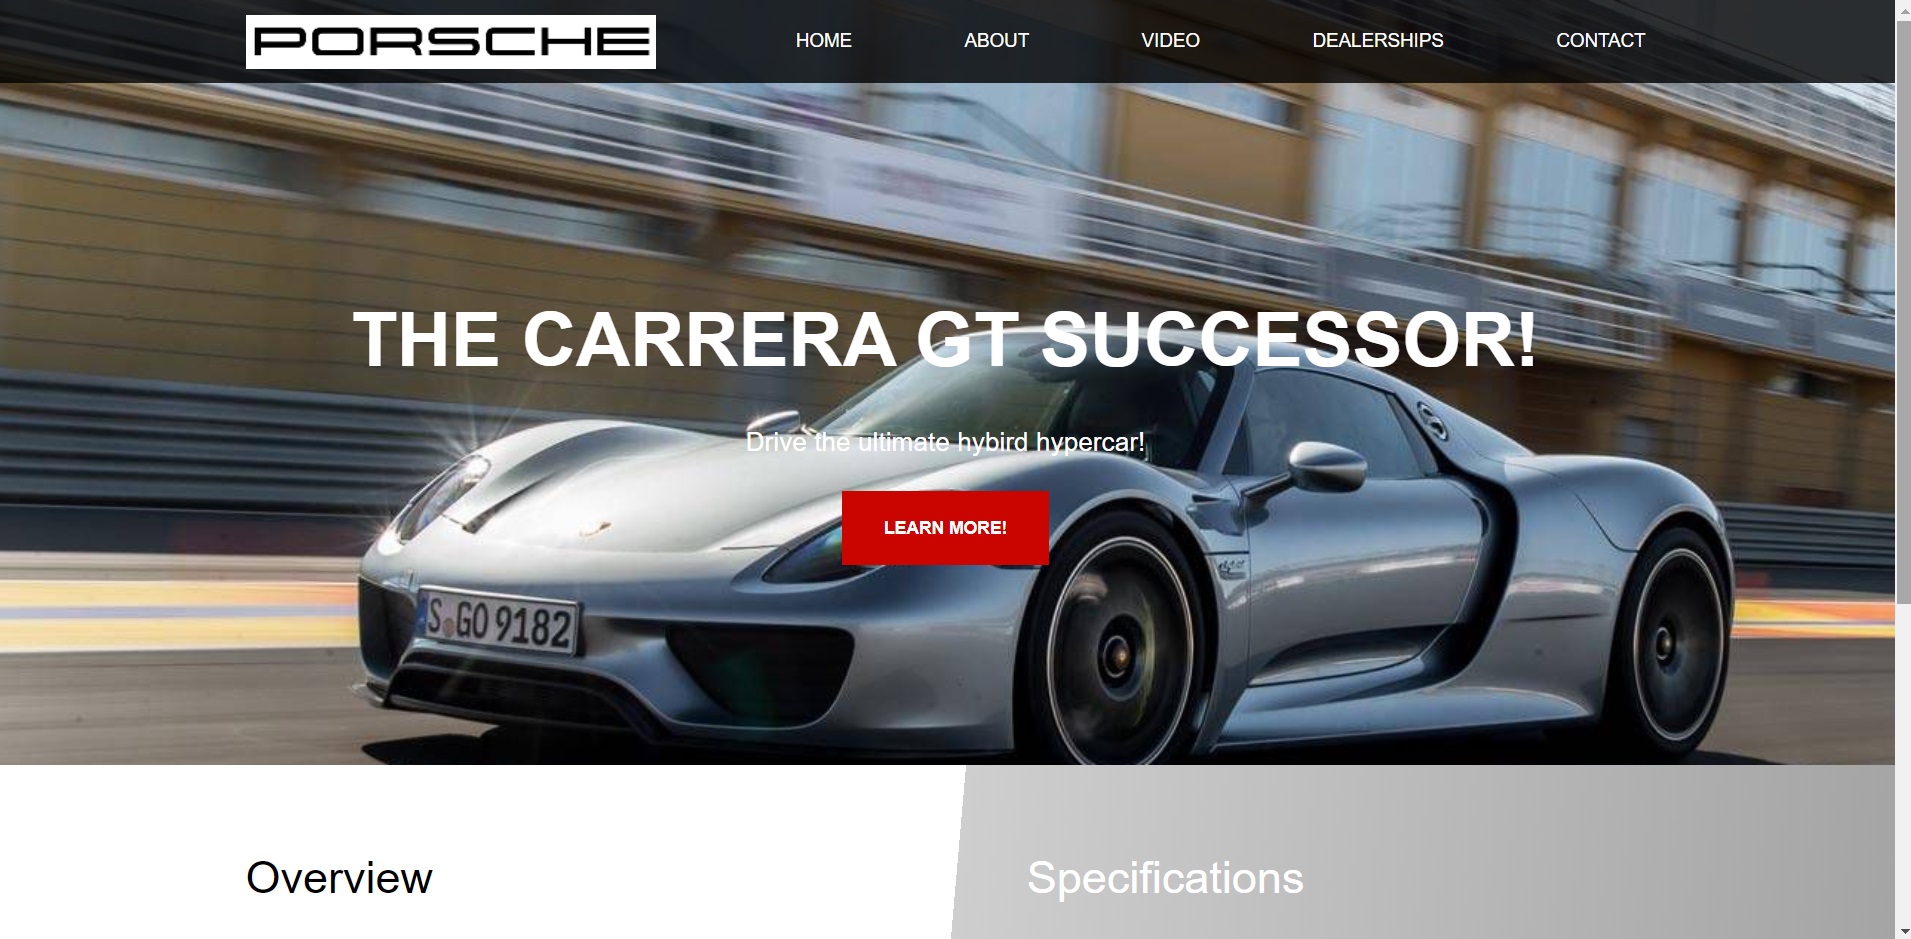 PORSCHE
HOME
ABOUT
VIDEO
DEALERSHIPS
CONTACT
THE CARRERA GT SUCCESSOR!
Drive the ultimate hybird hypercar!
LEARN MORE!
S GO 9182
Overview
Specifications